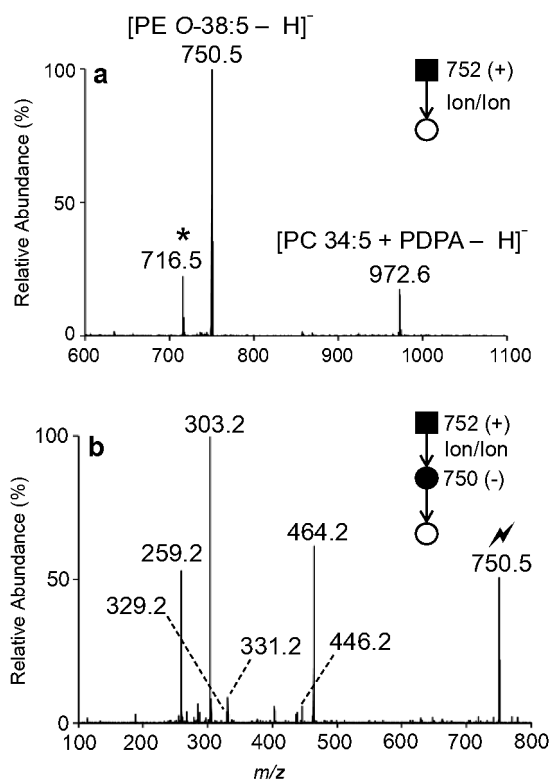 [PE O-38:5 – H]⁻
750.5
a
752 (+)
Ion/Ion
*
716.5
[PC 34:5 + PDPA – H]⁻
972.6
Relative Abundance (%)
100
50
0
600 700 800 900 1000 1100
b
303.2
752 (+)
Ion/Ion
750 (-)
464.2
259.2
750.5
329.2
331.2
446.2
Relative Abundance (%)
100
50
0
100 200 300 400 500 600 700 800
m/z